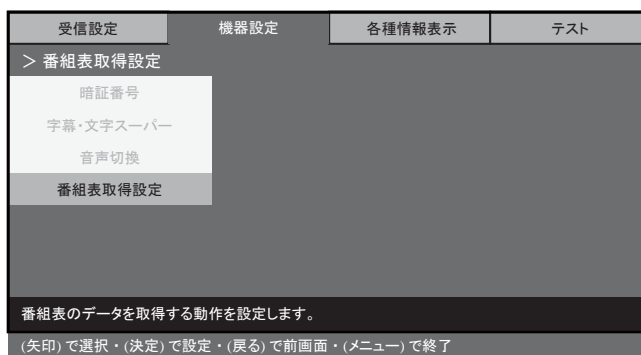 受信設定 機器設定 各種情報表示 テスト
＞ 番組表取得設定
暗証番号
字幕・文字スーパー
音声切換
番組表取得設定
番組表のデータを取得する動作を設定します。
(矢印) で選択・(決定) で設定・(戻る) で前画面・(メニュー) で終了